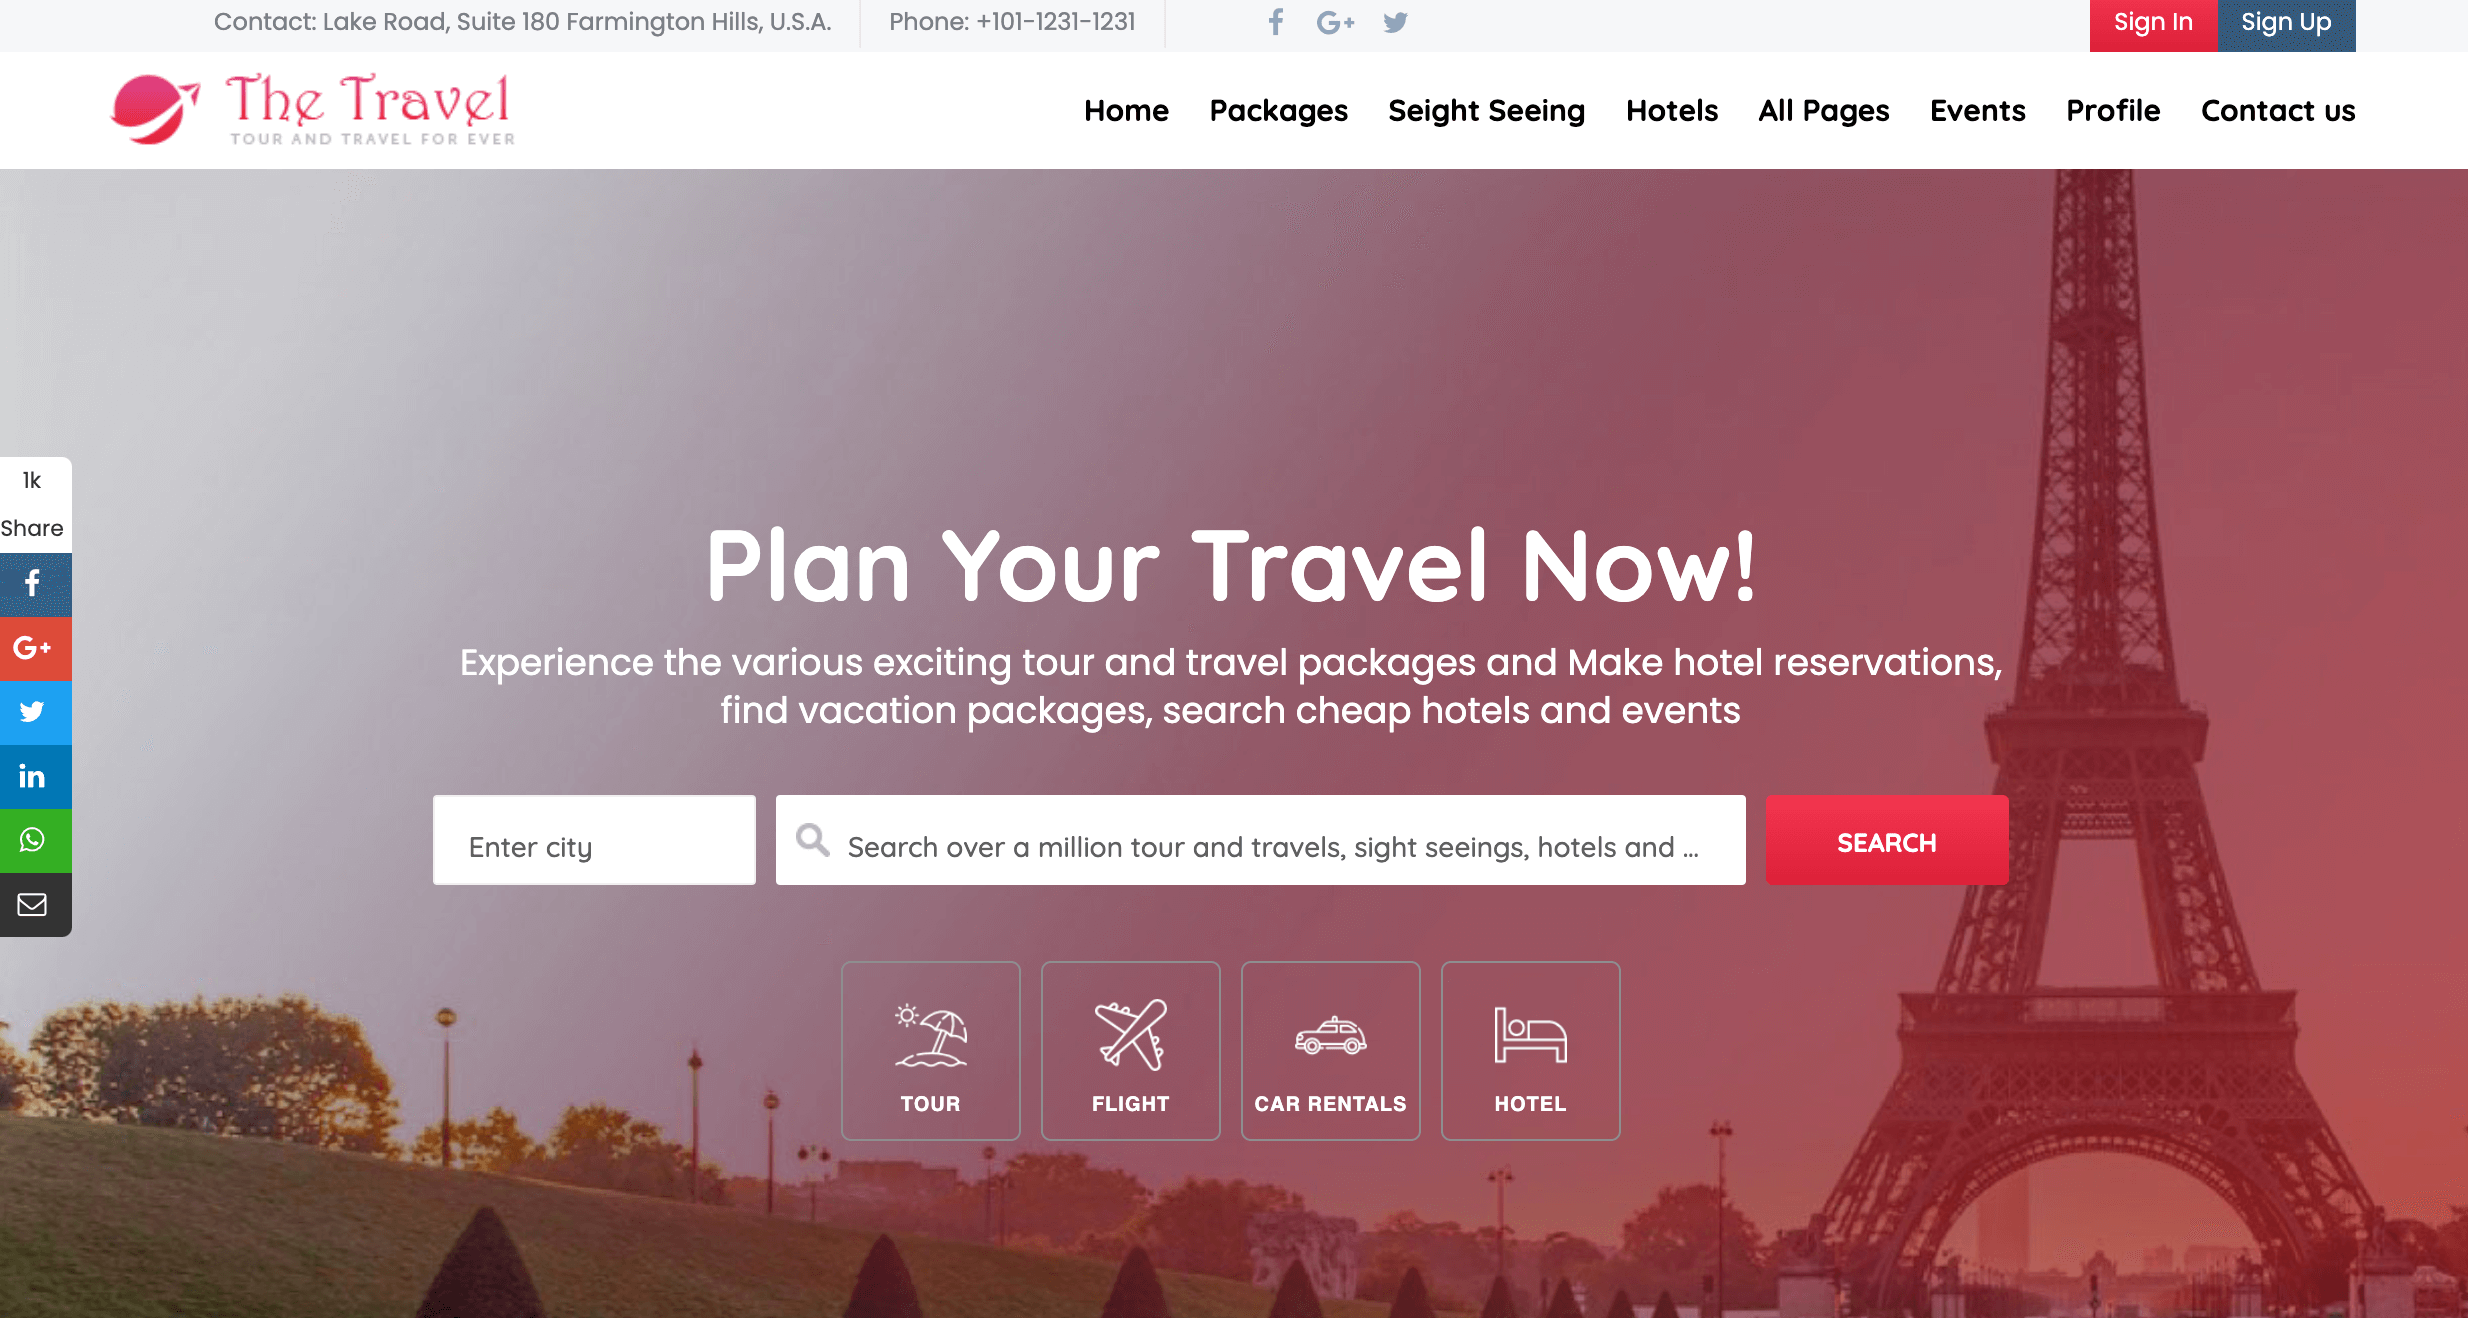 Contact: Lake Road, Suite 180 Farmington Hills, U.S.A.
Phone: +101-1231-1231
Sign In
Sign Up
The Travel
TOUR AND TRAVEL FOR EVER
Home
Packages
Seight Seeing
Hotels
All Pages
Events
Profile
Contact us
1k
Share
Plan Your Travel Now!
Experience the various exciting tour and travel packages and Make hotel reservations,
find vacation packages, search cheap hotels and events
Enter city
Search over a million tour and travels, sight seeings, hotels and ...
SEARCH
TOUR
FLIGHT
CAR RENTALS
HOTEL